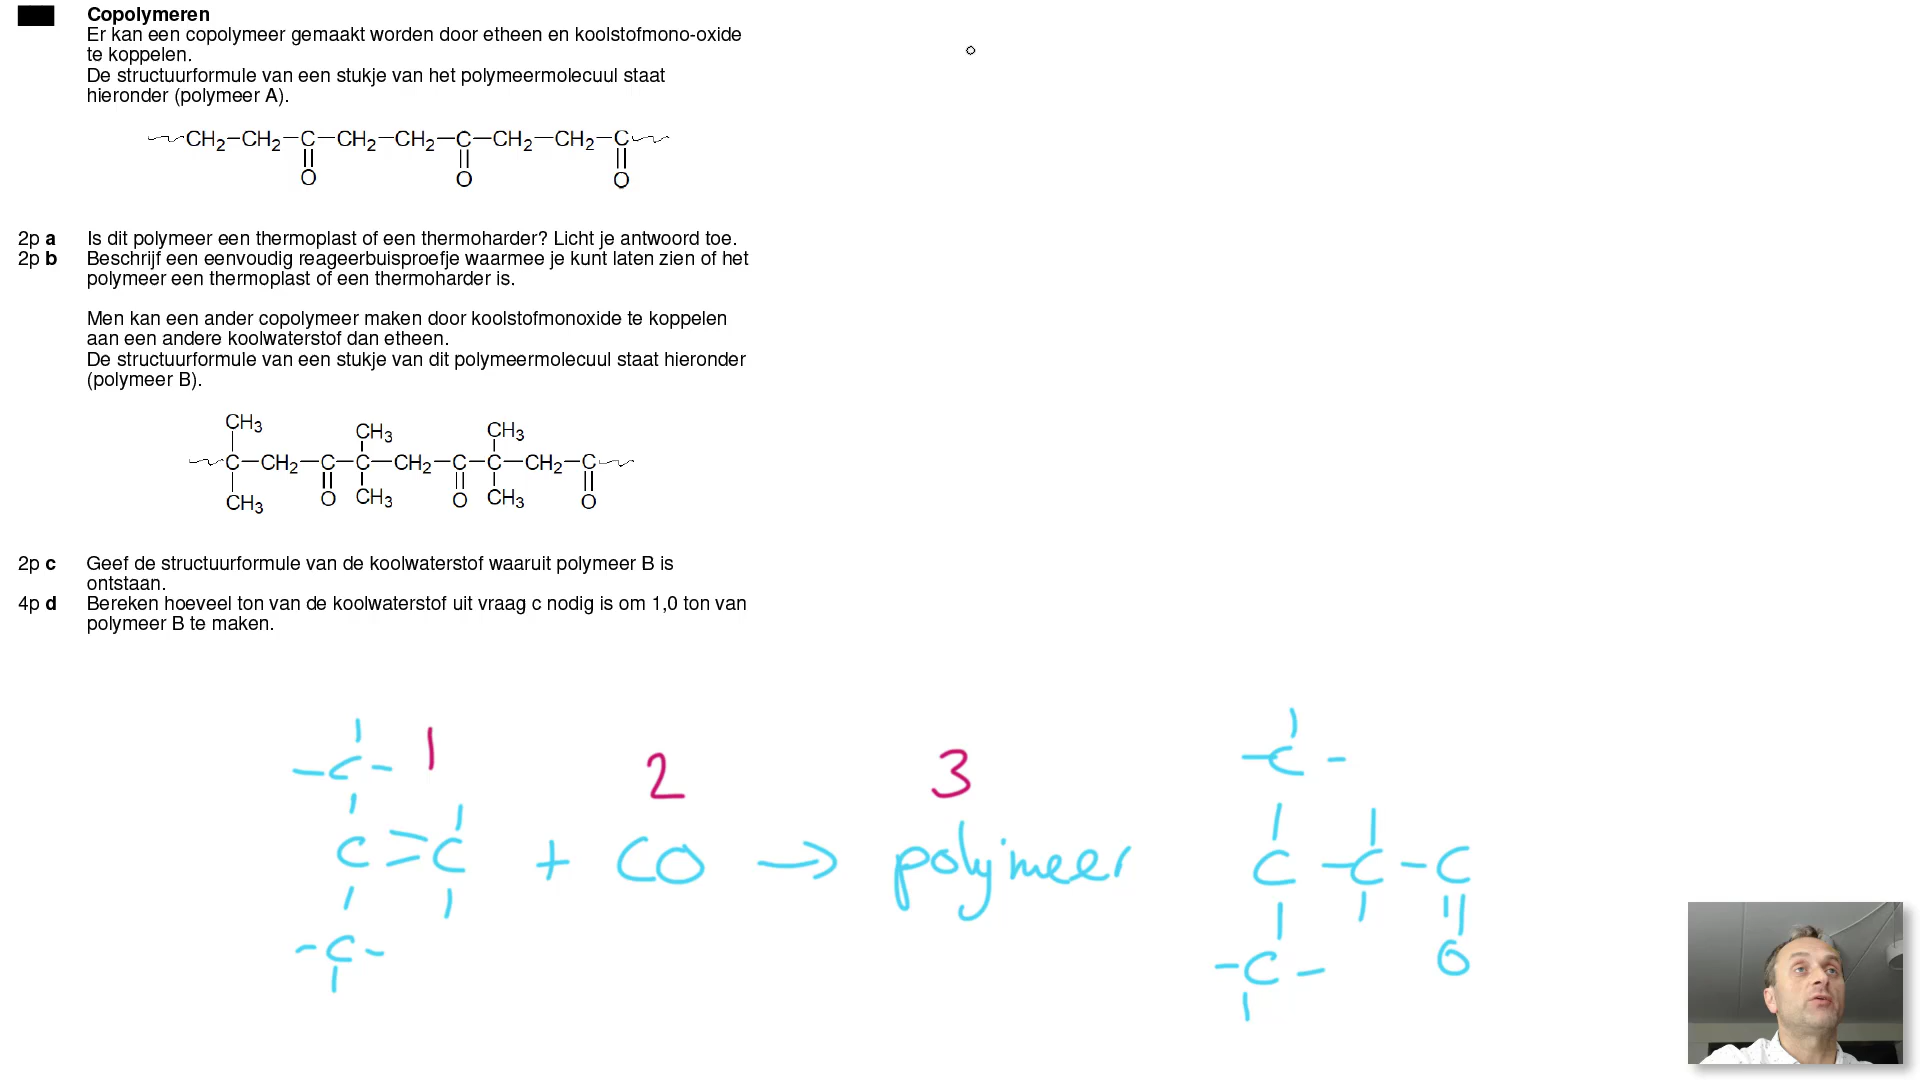 Copolymeren
Er kan een copolymeer gemaakt worden door etheen en koolstofmono-oxide
te koppelen.
De structuurformule van een stukje van het polymeermolecuul staat
hieronder (polymeer A).
CH2-CH2-C-CH2-CH2-C-CH2-CH2-C
O O O
2p a Is dit polymeer een thermoplast of een thermoharder? Licht je antwoord toe.
2p b Beschrijf een eenvoudig reageerbuisproefje waarmee je kunt laten zien of het
polymeer een thermoplast of een thermoharder is.
Men kan een ander copolymeer maken door koolstofmonoxide te koppelen
aan een andere koolwaterstof dan etheen.
De structuurformule van een stukje van dit polymeermolecuul staat hieronder
(polymeer B).
CH3 CH3 CH3
C-CH2-C-C-CH2-C-C-CH2-C
CH3 O CH3 O CH3 O
2p c Geef de structuurformule van de koolwaterstof waaruit polymeer B is
ontstaan.
4p d Bereken hoeveel ton van de koolwaterstof uit vraag c nodig is om 1,0 ton van
polymeer B te maken.
1 2 3
-C- -C-
C=C + CO → polymeer C-C-C
-C- -C- O